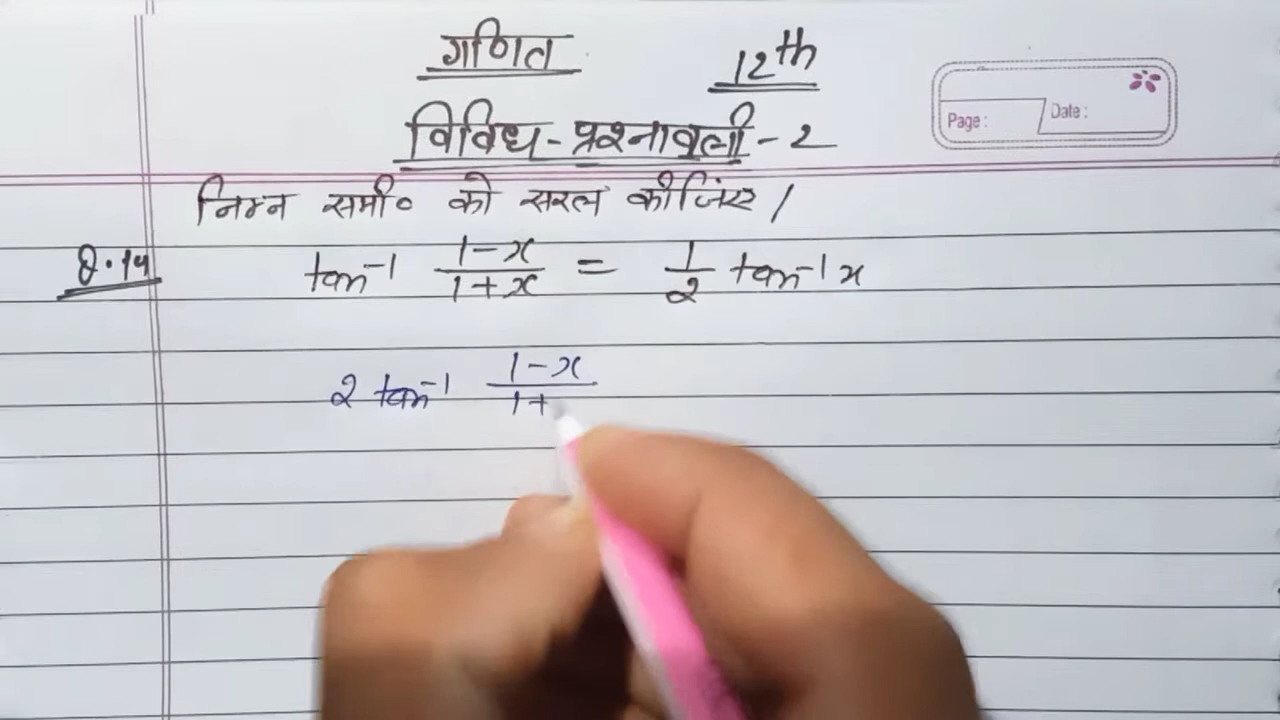 गणित 12th
Page: Date:
विविध-प्रश्नावली-2
निम्न समी० को सरल कीजिए।
Q.14 tan⁻¹ (1-x)/(1+x) = 1/2 tan⁻¹x
2 tan⁻¹ (1-x)/(1+